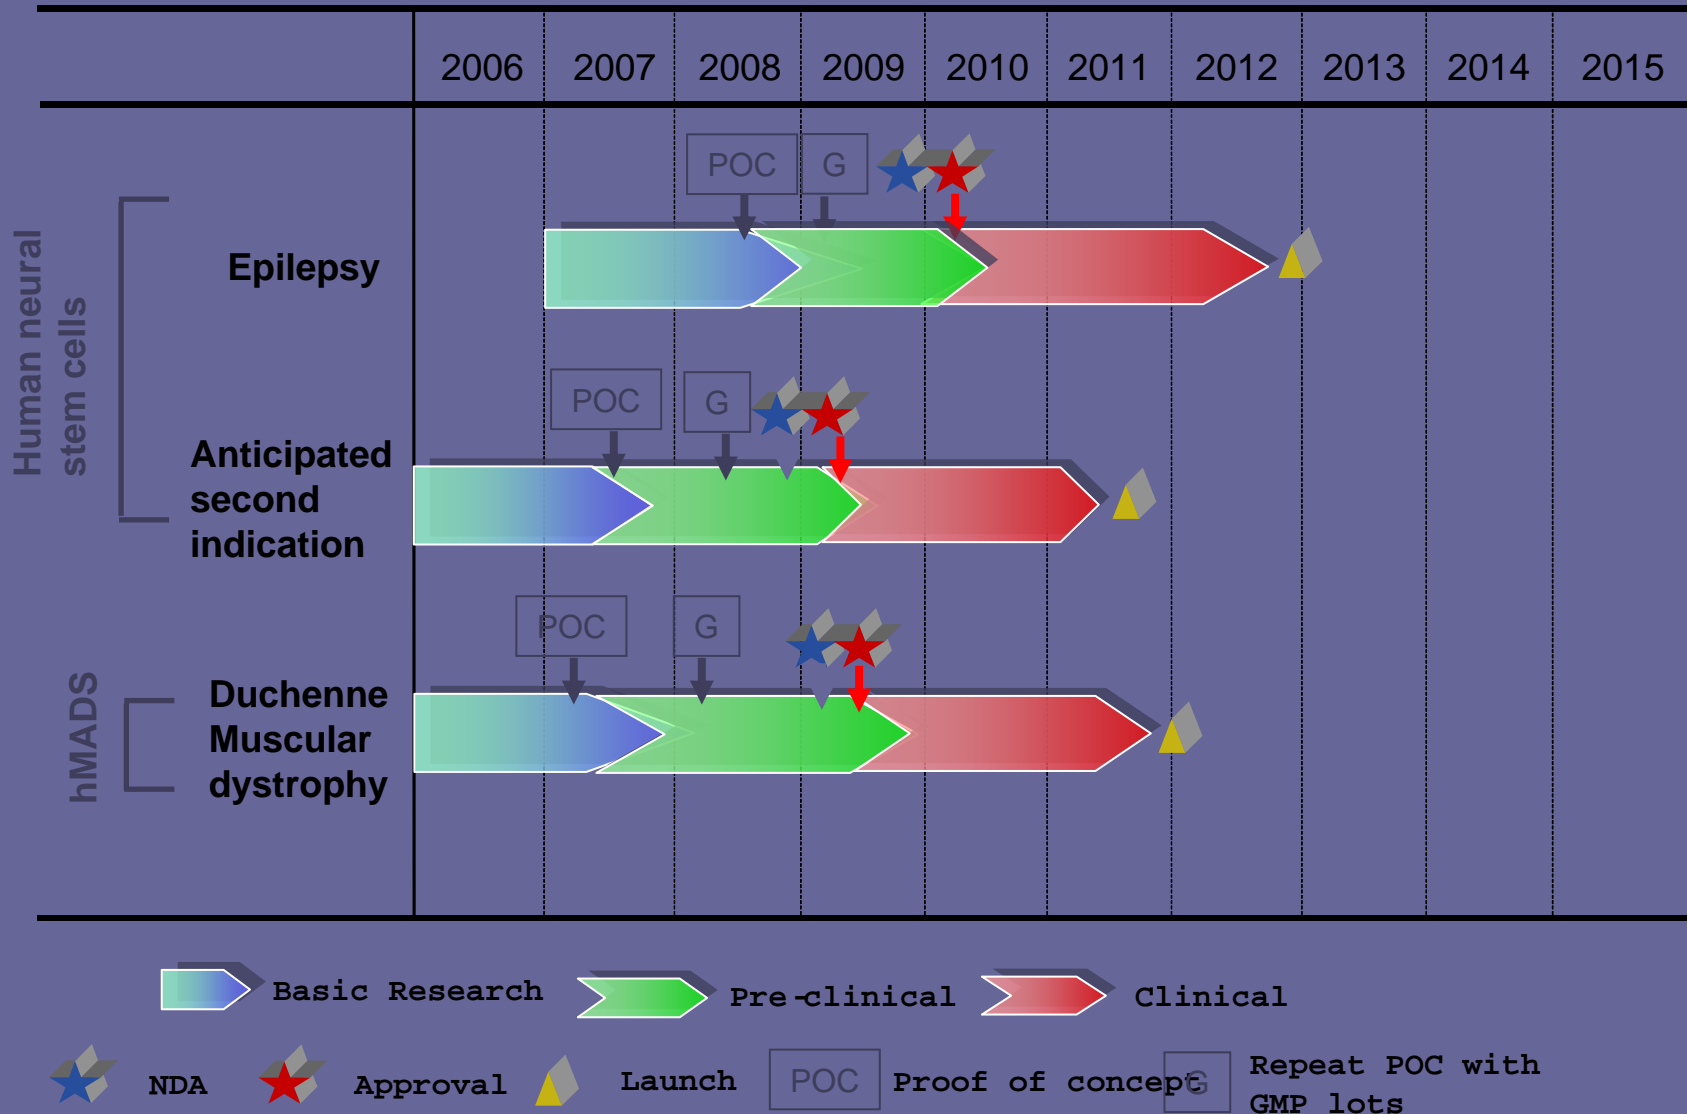 2006 2007 2008 2009 2010 2011 2012 2013 2014 2015
Human neural
stem cells
POC G
Epilepsy
POC G
Anticipated
second
indication
hMADS
POC G
Duchenne
Muscular
dystrophy
Basic Research Pre-clinical Clinical
NDA Approval Launch POC Proof of concept G Repeat POC with
GMP lots